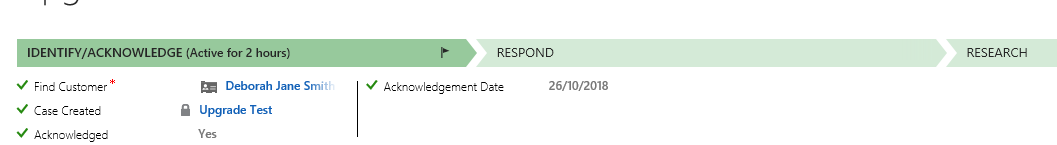 IDENTIFY/ACKNOWLEDGE (Active for 2 hours)
RESPOND
RESEARCH
Find Customer * Deborah Jane Smith
Acknowledgement Date 26/10/2018
Case Created Upgrade Test
Acknowledged Yes